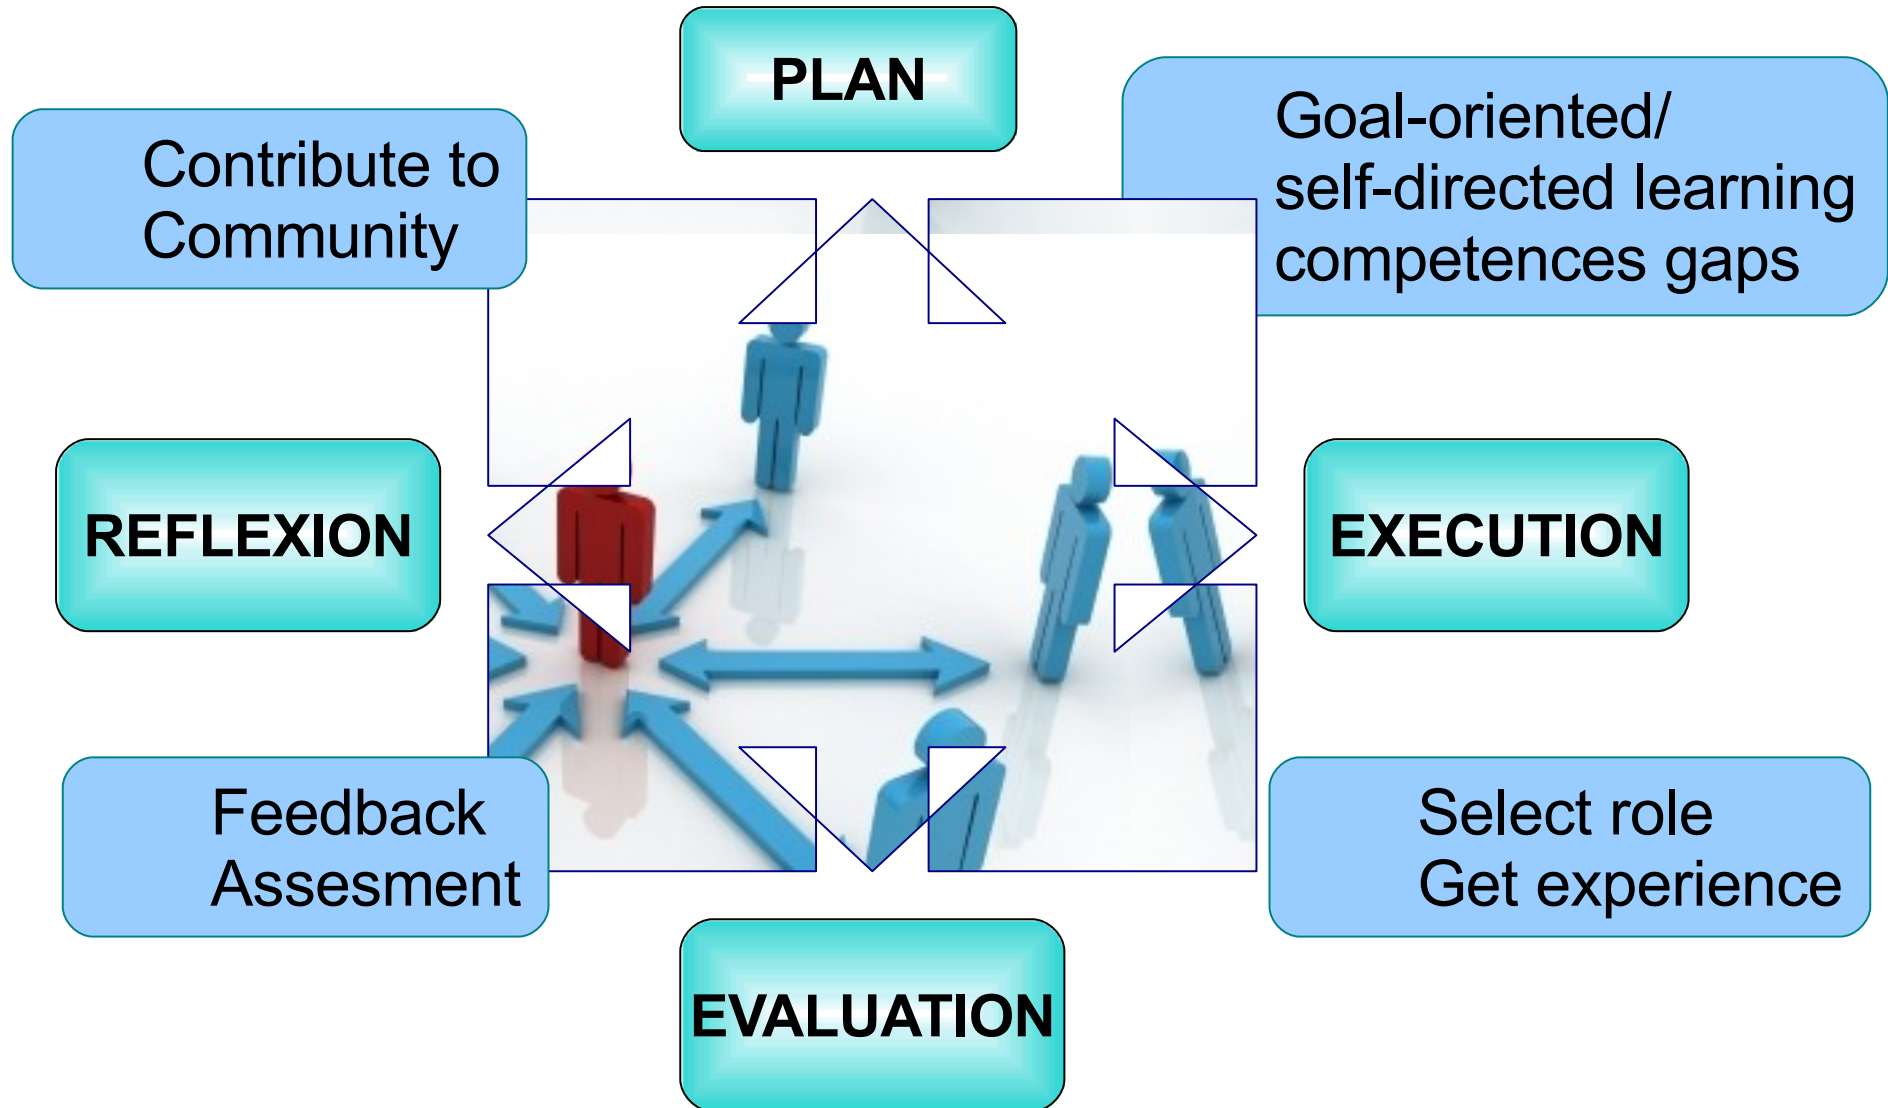 PLAN
Contribute to
Community
Goal-oriented/
self-directed learning
competences gaps
REFLEXION
EXECUTION
Feedback
Assesment
Select role
Get experience
EVALUATION